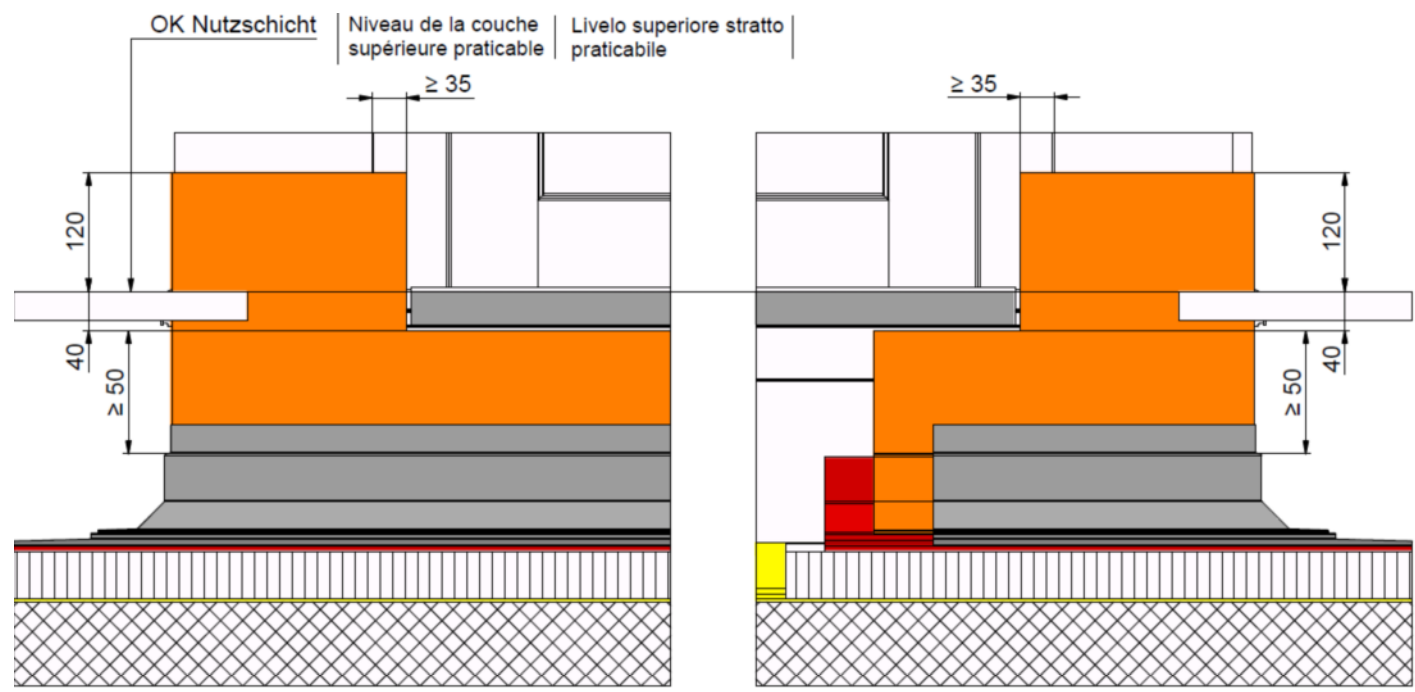 OK Nutzschicht
Niveau de la couche
supérieure praticable
Livelo superiore stratto
praticabile
≥ 35
≥ 35
120
40
≥ 50
120
40
≥ 50